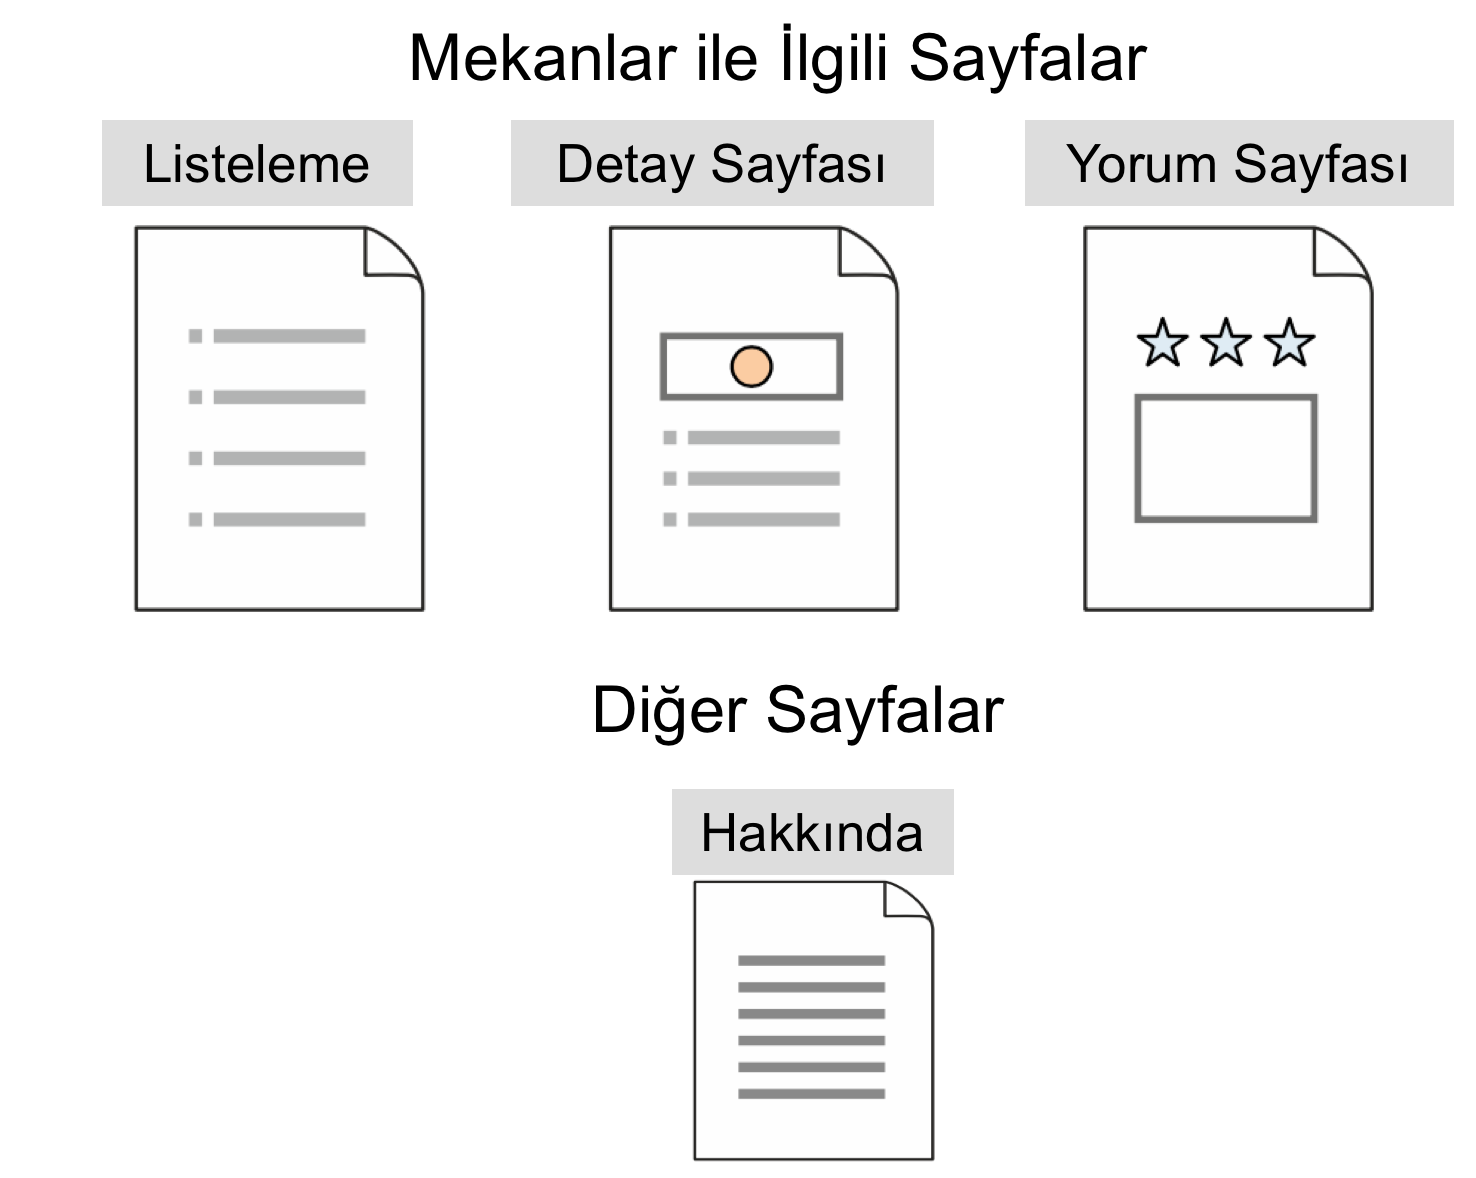 Mekanlar ile İlgili Sayfalar
Listeleme
Detay Sayfası
Yorum Sayfası
Diğer Sayfalar
Hakkında